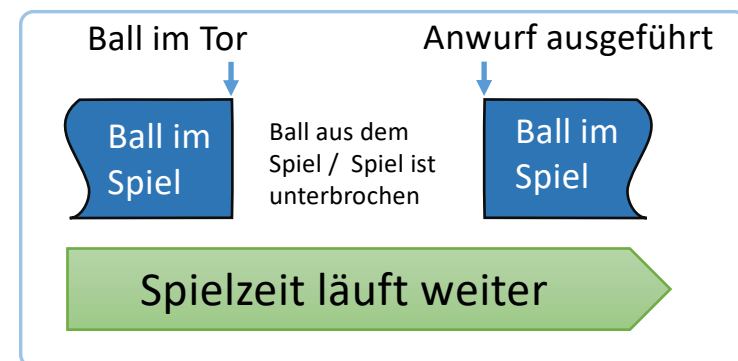 Ball im Tor
Anwurf ausgeführt
Ball im
Spiel
Ball aus dem
Spiel / Spiel ist
unterbrochen
Ball im
Spiel
Spielzeit läuft weiter